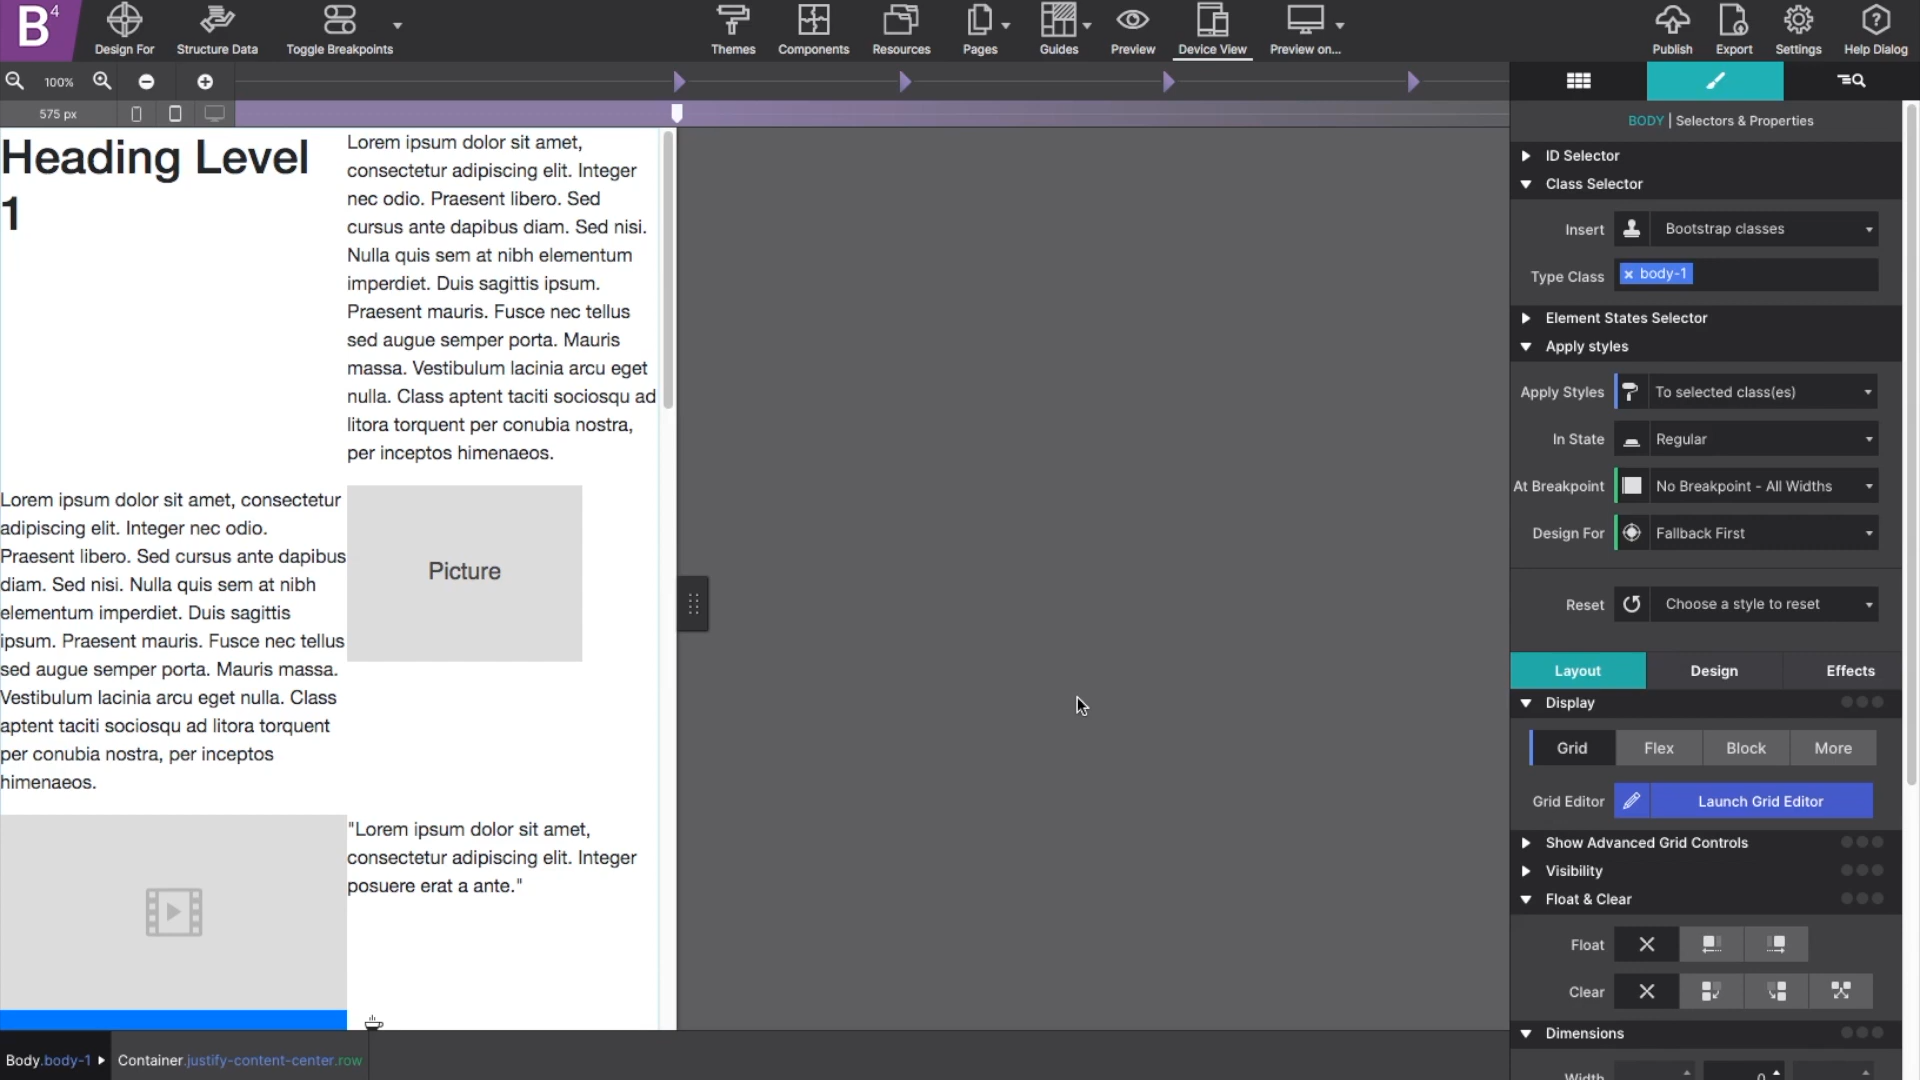 B4
Design For
Structure Data
Toggle Breakpoints
Themes
Components
Resources
Pages
Guides
Preview
Device View
Preview on...
Publish
Export
Settings
Help Dialog
100%
575 px
BODY | Selectors & Properties
ID Selector
Class Selector
Insert
Bootstrap classes
Type Class
× body-1
Element States Selector
Apply styles
Apply Styles
To selected class(es)
In State
Regular
At Breakpoint
No Breakpoint - All Widths
Design For
Fallback First
Reset
Choose a style to reset
Layout
Design
Effects
Display
Grid
Flex
Block
More
Grid Editor
Launch Grid Editor
Show Advanced Grid Controls
Visibility
Float & Clear
Float
Clear
Dimensions
Width
0
Heading Level
1
Lorem ipsum dolor sit amet,
consectetur adipiscing elit. Integer
nec odio. Praesent libero. Sed
cursus ante dapibus diam. Sed nisi.
Nulla quis sem at nibh elementum
imperdiet. Duis sagittis ipsum.
Praesent mauris. Fusce nec tellus
sed augue semper porta. Mauris
massa. Vestibulum lacinia arcu eget
nulla. Class aptent taciti sociosqu ad
litora torquent per conubia nostra,
per inceptos himenaeos.
Lorem ipsum dolor sit amet, consectetur
adipiscing elit. Integer nec odio.
Praesent libero. Sed cursus ante dapibus
diam. Sed nisi. Nulla quis sem at nibh
elementum imperdiet. Duis sagittis
ipsum. Praesent mauris. Fusce nec tellus
sed augue semper porta. Mauris massa.
Vestibulum lacinia arcu eget nulla. Class
aptent taciti sociosqu ad litora torquent
per conubia nostra, per inceptos
himenaeos.
Picture
"Lorem ipsum dolor sit amet,
consectetur adipiscing elit. Integer
posuere erat a ante."
Body.body-1
Container.justify-content-center.row